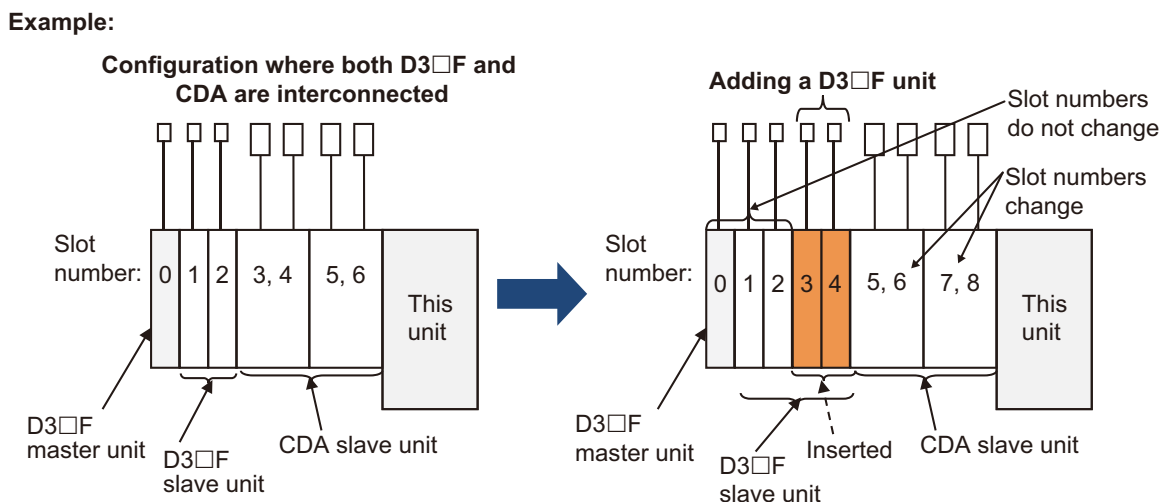 Example:
Configuration where both D3□F and
CDA are interconnected
Slot
number:
0
1
2
3, 4
5, 6
This
unit
D3□F
master unit
D3□F
slave unit
CDA slave unit
Adding a D3□F unit
Slot numbers
do not change
Slot numbers
change
Slot
number:
0
1
2
3
4
5, 6
7, 8
This
unit
D3□F
master unit
D3□F
slave unit
Inserted
CDA slave unit